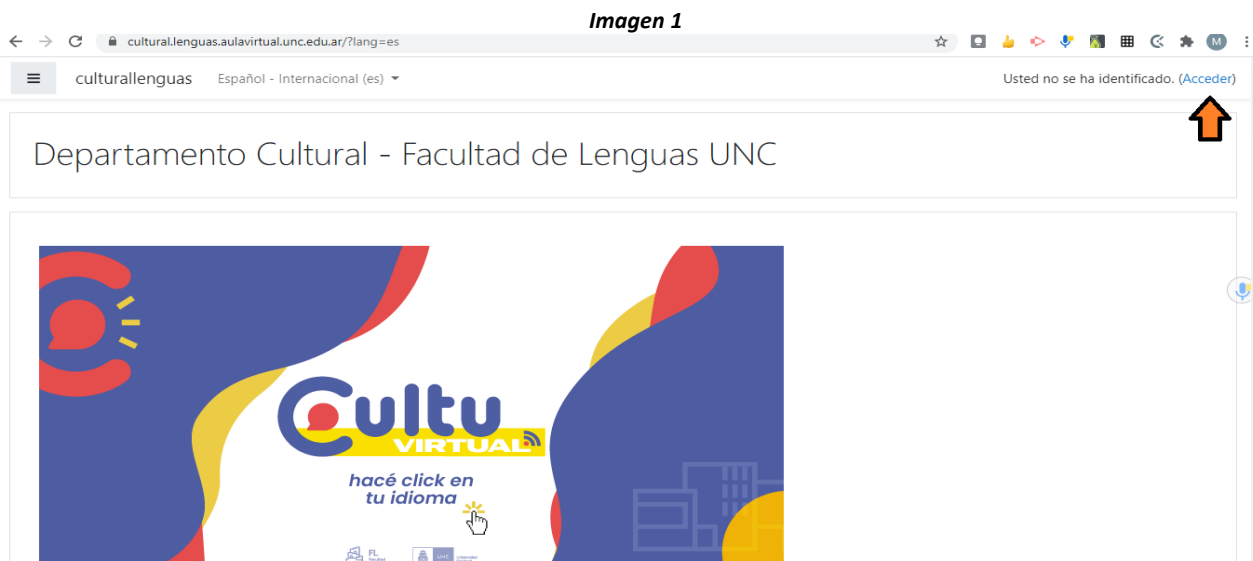 Imagen 1
cultural.lenguas.aulavirtual.unc.edu.ar/?lang=es
M
culturallenguas Español - Internacional (es) Usted no se ha identificado. (Acceder)
Departamento Cultural - Facultad de Lenguas UNC
Cultu
VIRTUAL
hacé click en
tu idioma
FL UNC